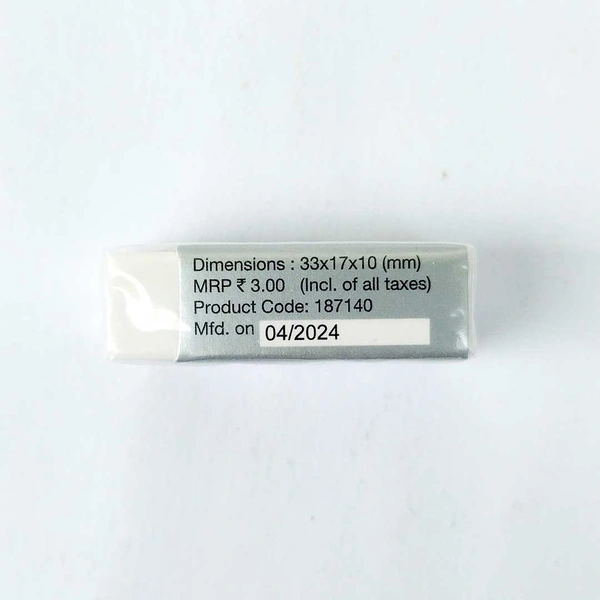 Dimensions : 33x17x10 (mm)
MRP ₹ 3.00 (Incl. of all taxes)
Product Code: 187140
Mfd. on 04/2024